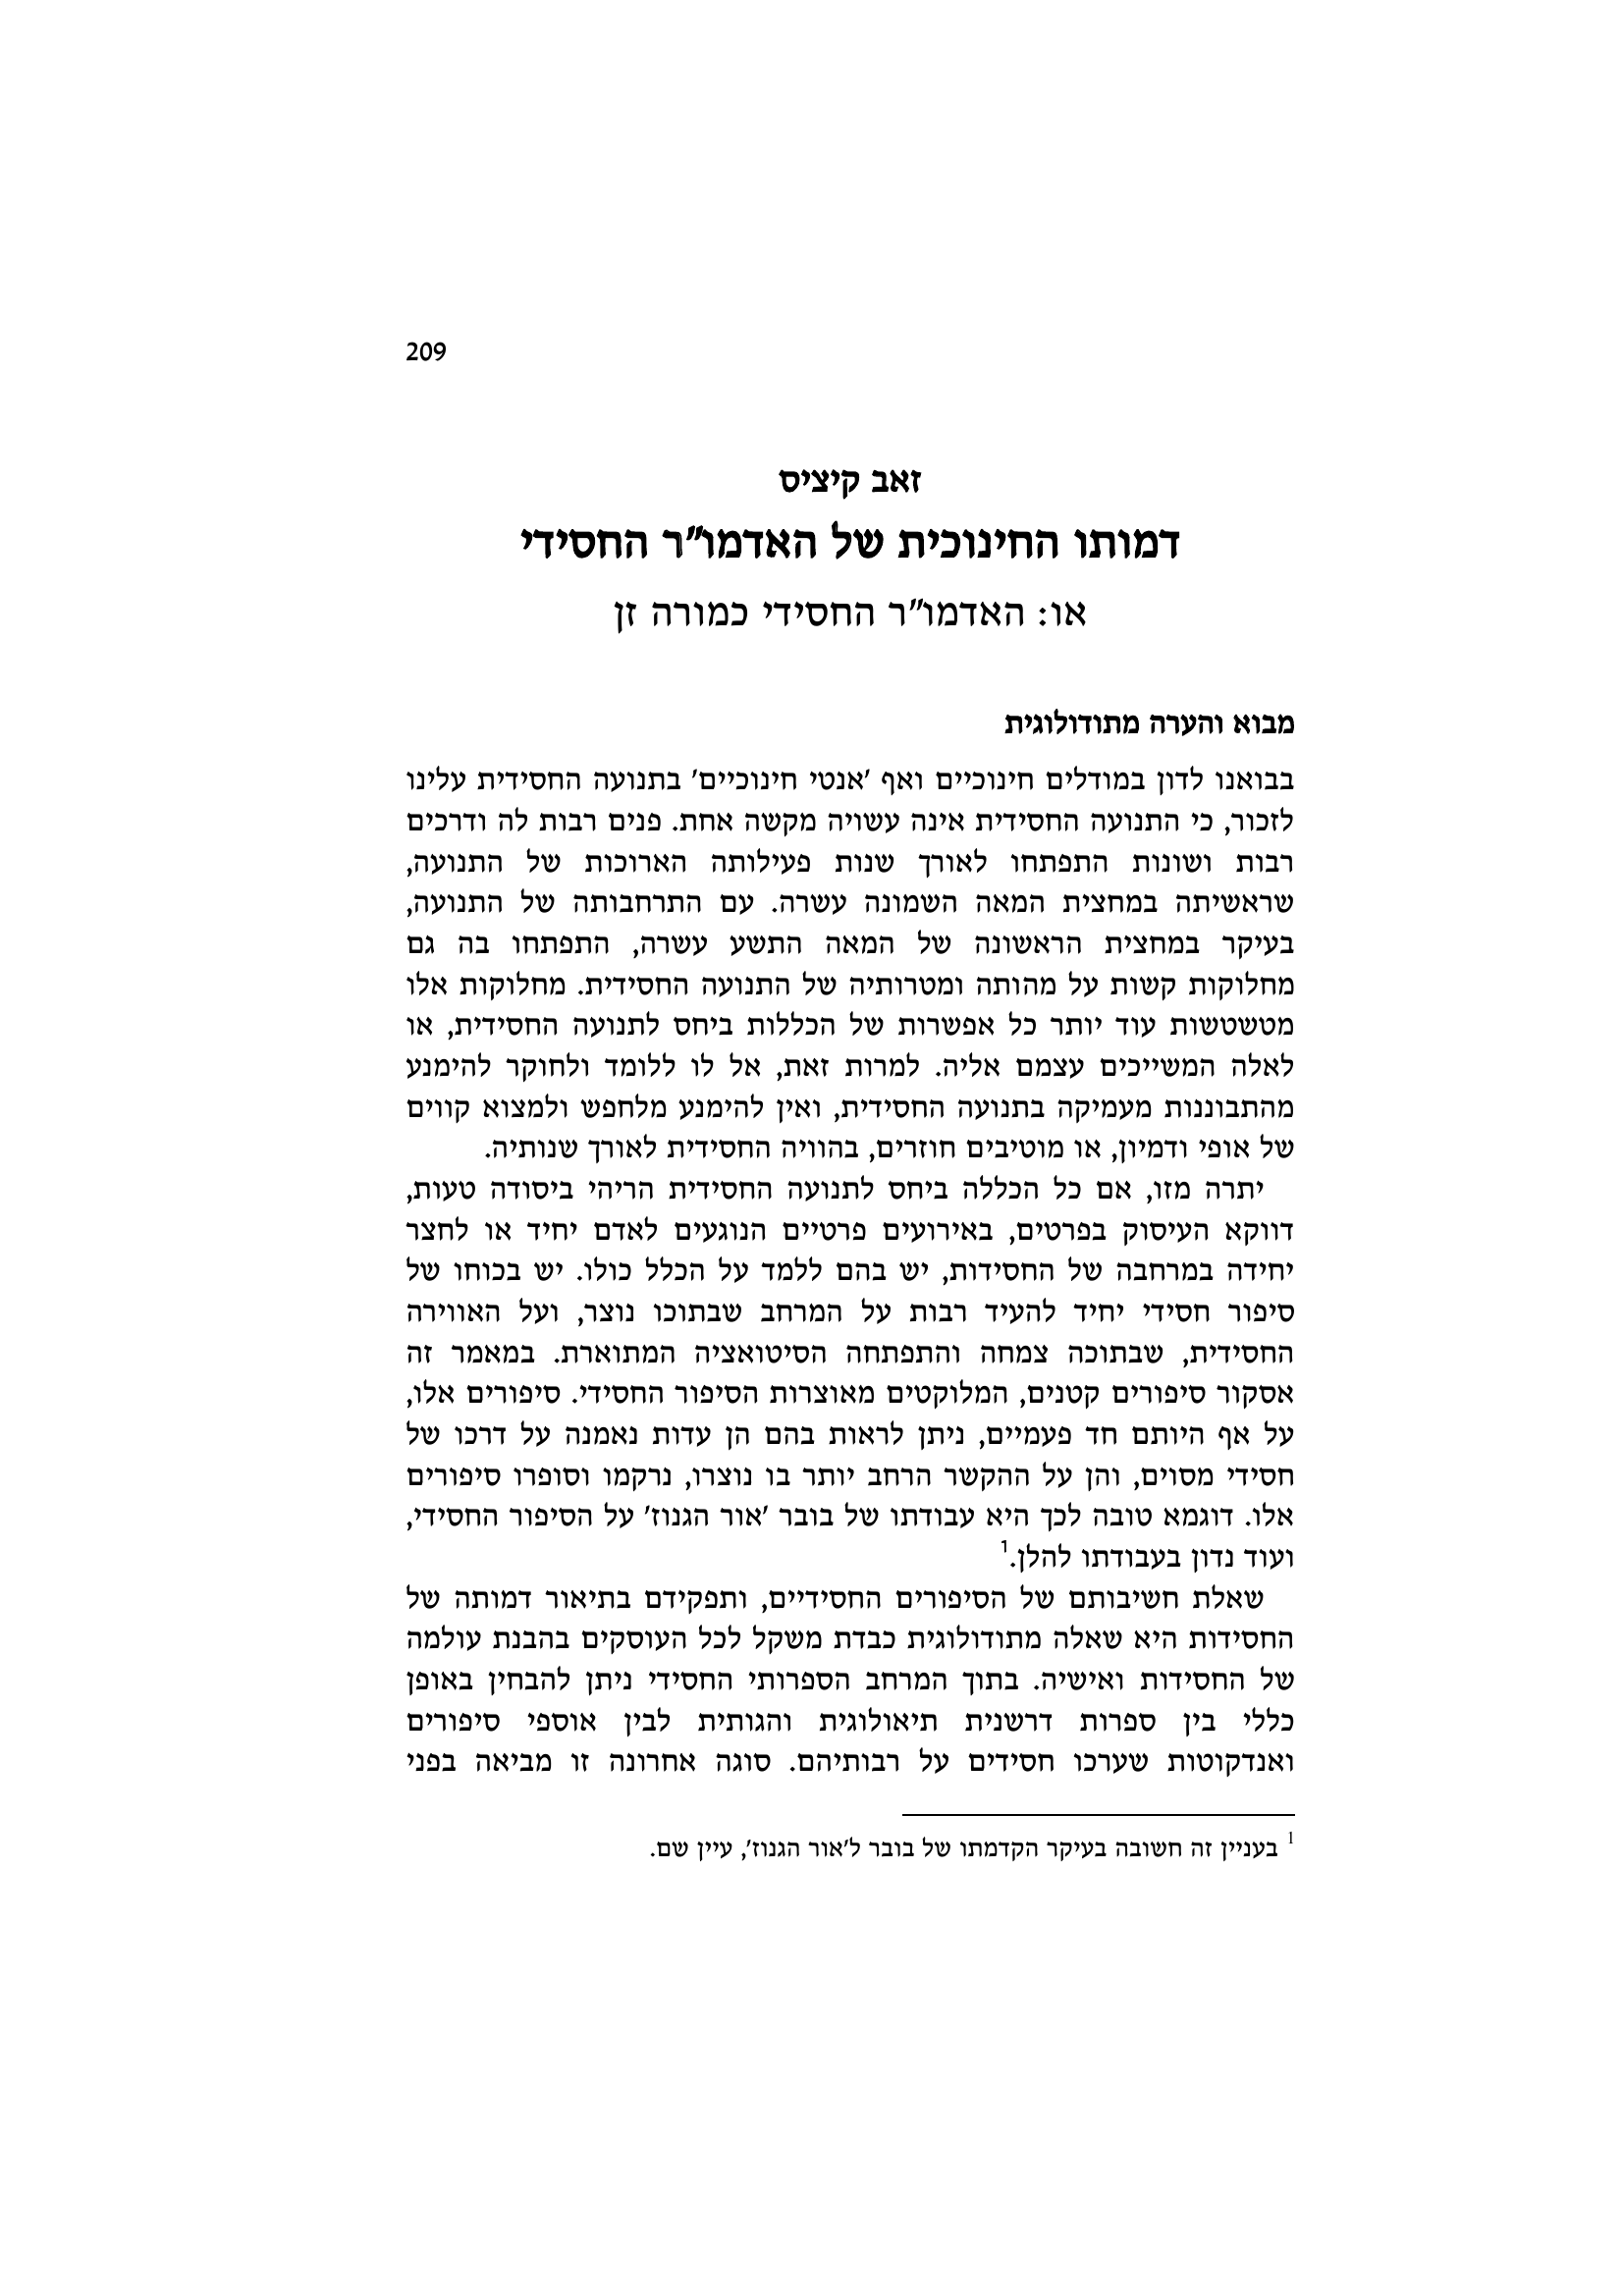 209
זאב קיציס
דמותו החינוכית של האדמו"ר החסידי
או: האדמו"ר החסידי כמורה זן
מבוא והערה מתודולוגית
בבואנו לדון במודלים חינוכיים ואף 'אנטי חינוכיים' בתנועה החסידית עלינו
לזכור, כי התנועה החסידית אינה עשויה מקשה אחת. פנים רבות לה ודרכים
רבות ושונות התפתחו לאורך שנות פעילותה הארוכות של התנועה,
שראשיתה במחצית המאה השמונה עשרה. עם התרחבותה של התנועה,
בעיקר במחצית הראשונה של המאה התשע עשרה, התפתחו בה גם
מחלוקות קשות על מהותה ומטרותיה של התנועה החסידית. מחלוקות אלו
מטשטשות עוד יותר כל אפשרות של הכללות ביחס לתנועה החסידית, או
לאלה המשייכים עצמם אליה. למרות זאת, אל לו ללומד ולחוקר להימנע
מהתבוננות מעמיקה בתנועה החסידית, ואין להימנע מלחפש ולמצוא קווים
של אופי ודמיון, או מוטיבים חוזרים, בהוויה החסידית לאורך שנותיה.
יתרה מזו, אם כל הכללה ביחס לתנועה החסידית הריהי ביסודה טעות,
דווקא העיסוק בפרטים, באירועים פרטיים הנוגעים לאדם יחיד או לחצר
יחידה במרחבה של החסידות, יש בהם ללמד על הכלל כולו. יש בכוחו של
סיפור חסידי יחיד להעיד רבות על המרחב שבתוכו נוצר, ועל האווירה
החסידית, שבתוכה צמחה והתפתחה הסיטואציה המתוארת. במאמר זה
אסקור סיפורים קטנים, המלוקטים מאוצרות הסיפור החסידי. סיפורים אלו,
על אף היותם חד פעמיים, ניתן לראות בהם הן עדות נאמנה על דרכו של
חסידי מסוים, והן על ההקשר הרחב יותר בו נוצרו, נרקמו וסופרו סיפורים
אלו. דוגמא טובה לכך היא עבודתו של בובר 'אור הגנוז' על הסיפור החסידי,
ועוד נדון בעבודתו להלן.1
שאלת חשיבותם של הסיפורים החסידיים, ותפקידם בתיאור דמותה של
החסידות היא שאלה מתודולוגית כבדת משקל לכל העוסקים בהבנת עולמה
של החסידות ואישיה. בתוך המרחב הספרותי החסידי ניתן להבחין באופן
כללי בין ספרות דרשנית תיאולוגית והגותית לבין אוספי סיפורים
ואנדקוטות שערכו חסידים על רבותיהם. סוגה אחרונה זו מביאה בפני
1 בעניין זה חשובה בעיקר הקדמתו של בובר ל'אור הגנוז', עיין שם.